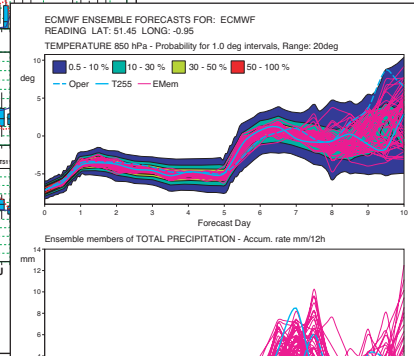 ECMWF ENSEMBLE FORECASTS FOR: ECMWF
READING LAT: 51.45 LONG: -0.95
TEMPERATURE 850 hPa - Probability for 1.0 deg intervals, Range: 20deg
10
deg
0.5 - 10 % 10 - 30 % 30 - 50 % 50 - 100 %
Oper T255 EMem
5
0
-5
0 1 2 3 4 5 6 7 8 9 10
Forecast Day
Ensemble members of TOTAL PRECIPITATION - Accum. rate mm/12h
14
mm
12
10
8
6
4